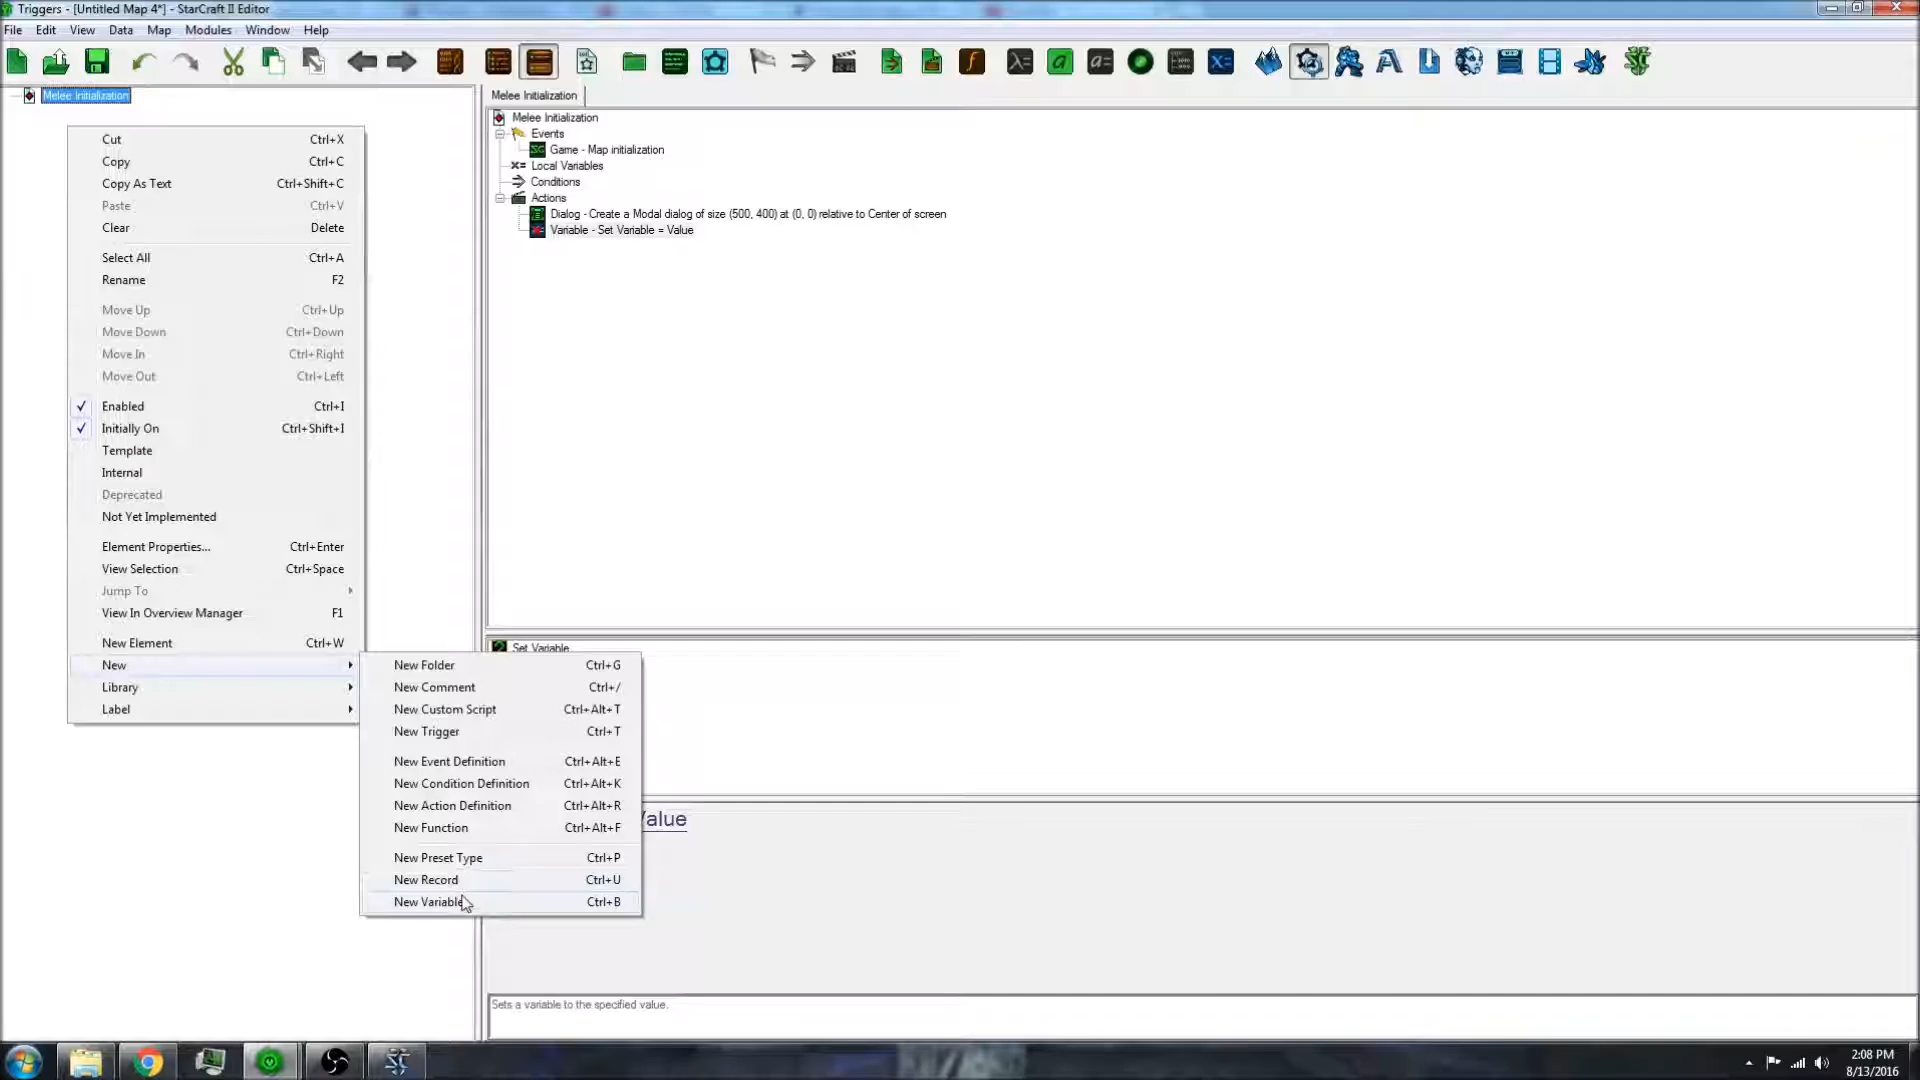 Triggers - [Untitled Map 4*] - StarCraft II Editor
File Edit View Data Map Modules Window Help
Melee Initialization
Cut Ctrl+X
Copy Ctrl+C
Copy As Text Ctrl+Shift+C
Paste Ctrl+V
Clear Delete
Select All Ctrl+A
Rename F2
Move Up Ctrl+Up
Move Down Ctrl+Down
Move In Ctrl+Right
Move Out Ctrl+Left
Enabled Ctrl+I
Initially On Ctrl+Shift+I
Template
Internal
Deprecated
Not Yet Implemented
Element Properties... Ctrl+Enter
View Selection Ctrl+Space
Jump To
View In Overview Manager F1
New Element Ctrl+W
New
Library
Label
New Folder Ctrl+G
New Comment Ctrl+/
New Custom Script Ctrl+Alt+T
New Trigger Ctrl+T
New Event Definition Ctrl+Alt+E
New Condition Definition Ctrl+Alt+K
New Action Definition Ctrl+Alt+R
New Function Ctrl+Alt+F
New Preset Type Ctrl+P
New Record Ctrl+U
New Variable Ctrl+B
Melee Initialization
Melee Initialization
Events
Game - Map initialization
Local Variables
Conditions
Actions
Dialog - Create a Modal dialog of size (500, 400) at (0, 0) relative to Center of screen
Variable - Set Variable = Value
Set Variable
Value
Sets a variable to the specified value.
2:08 PM
8/13/2016